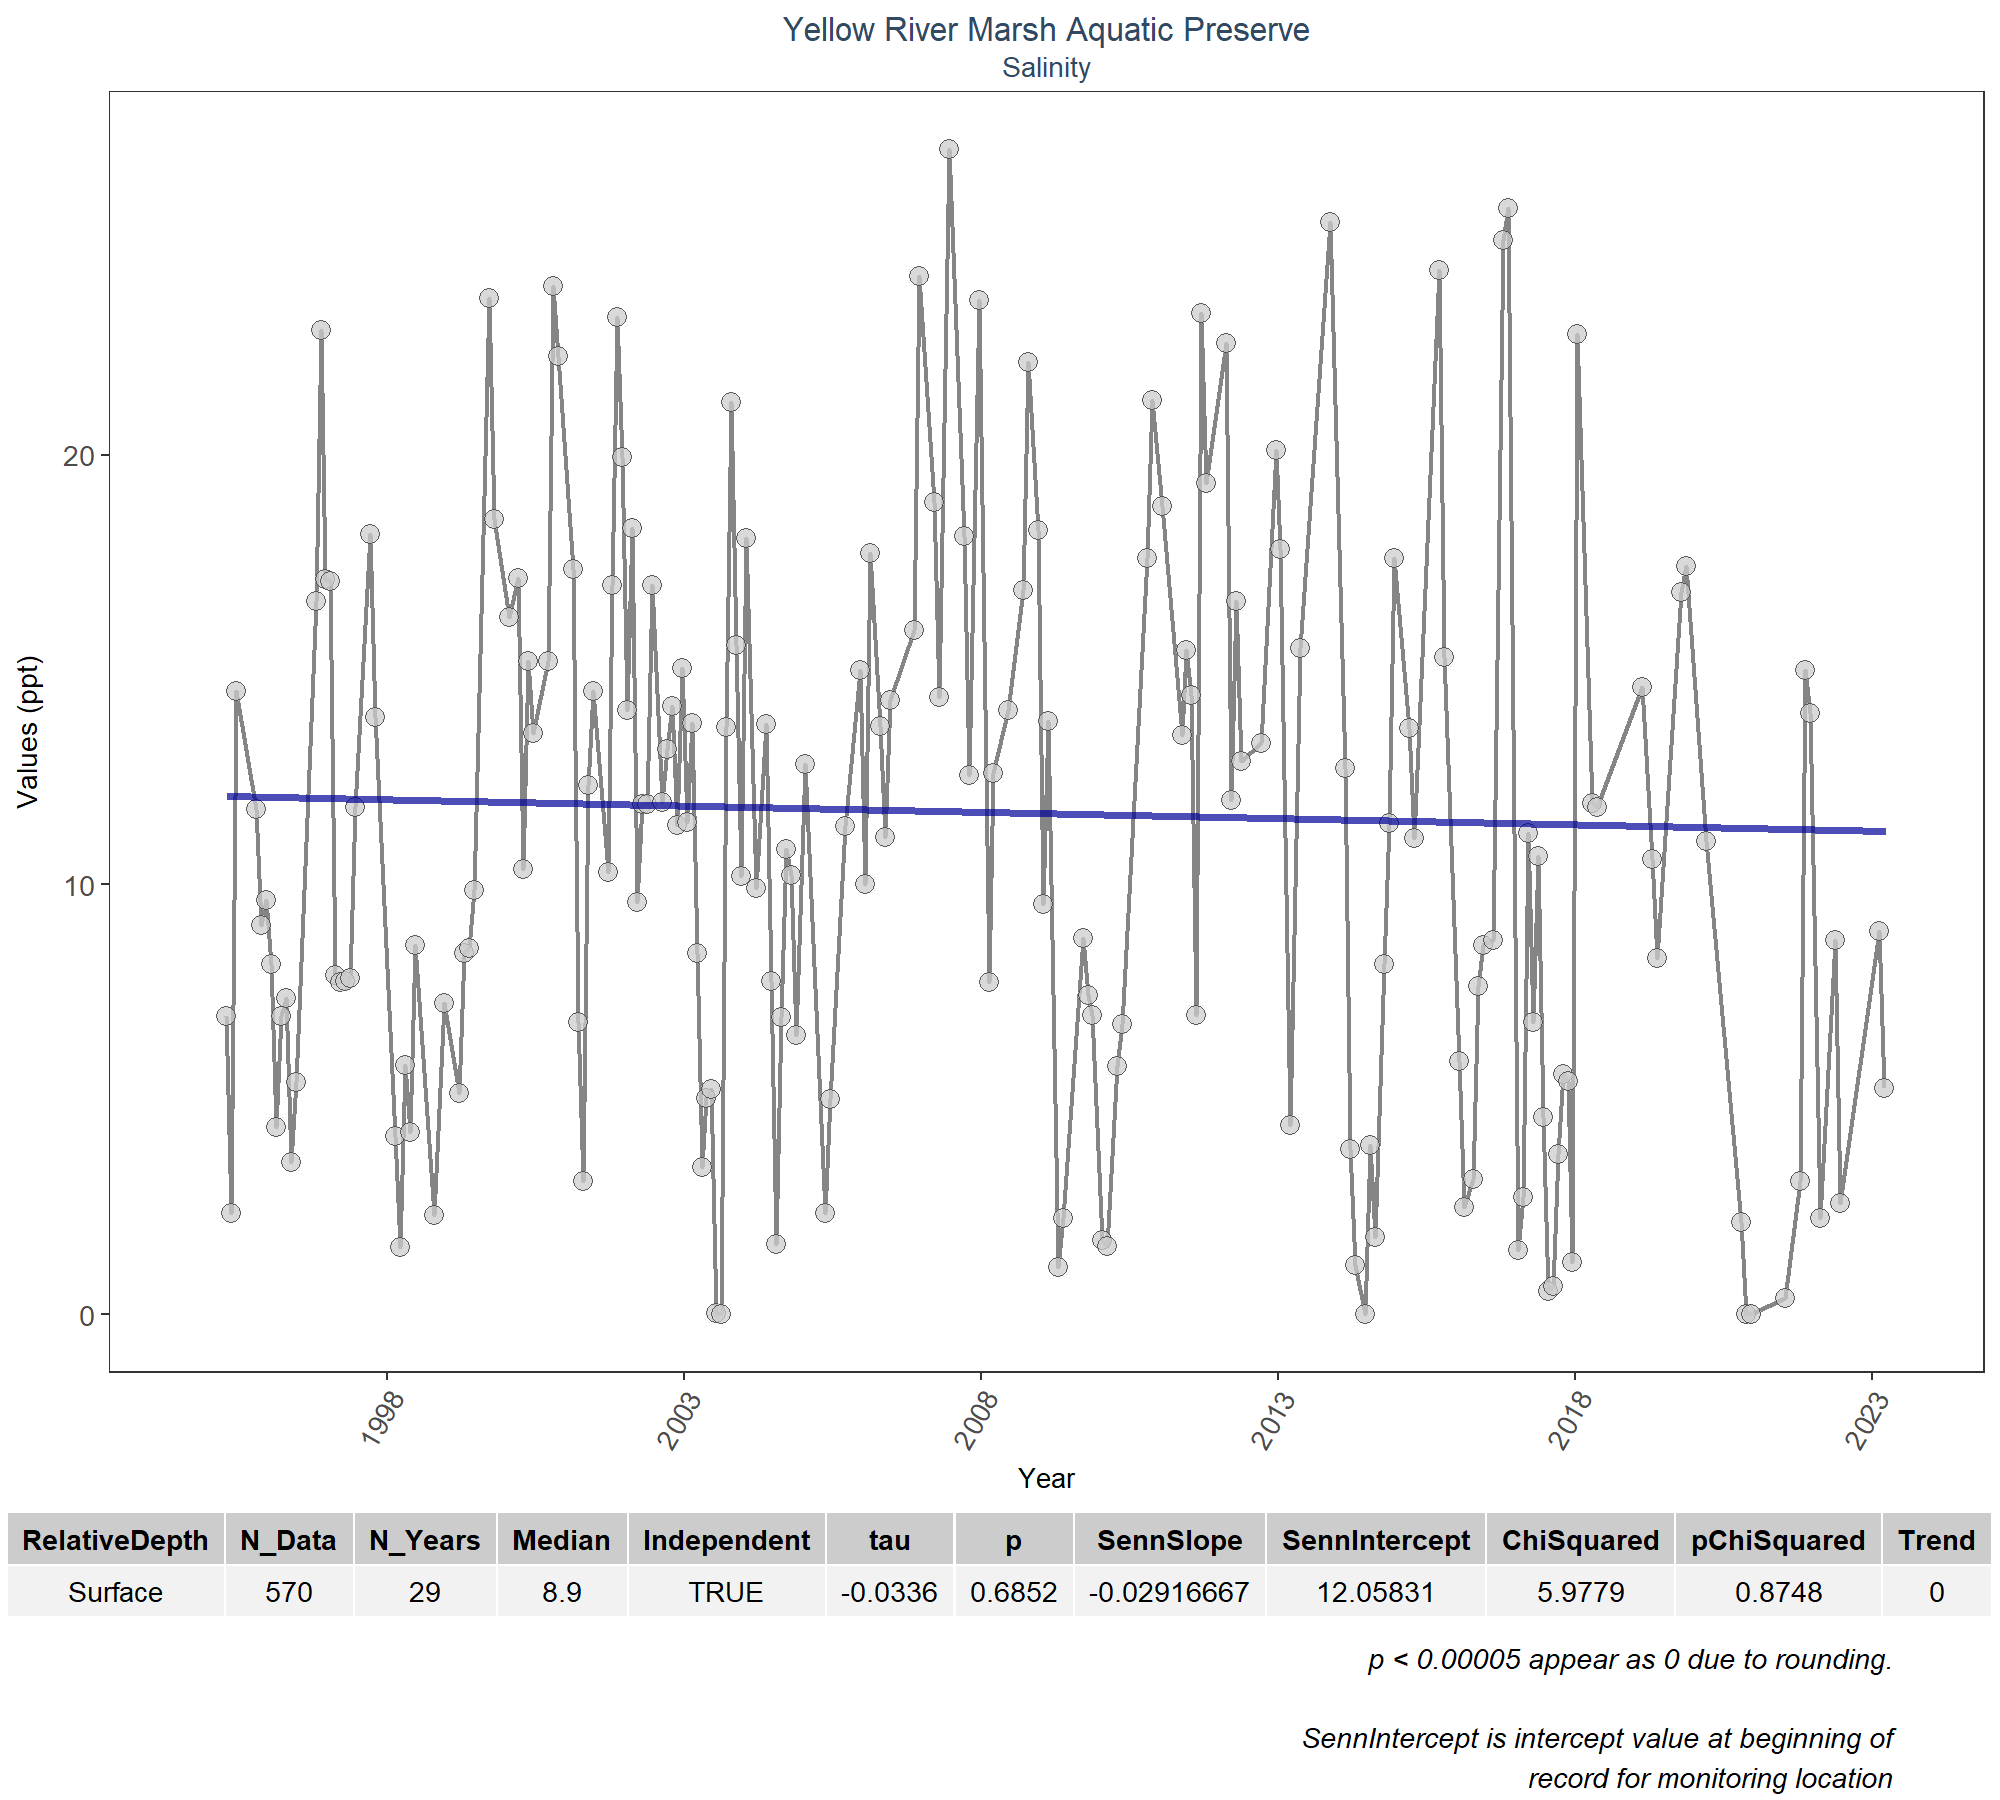 Yellow River Marsh Aquatic Preserve
Salinity
Values (ppt)
20
10
0
1998 2003 2008 2013 2018 2023
Year
RelativeDepth N_Data N_Years Median Independent tau p SennSlope SennIntercept ChiSquared pChiSquared Trend
Surface 570 29 8.9 TRUE -0.0336 0.6852 -0.02916667 12.05831 5.9779 0.8748 0
p < 0.00005 appear as 0 due to rounding.
SennIntercept is intercept value at beginning of
record for monitoring location